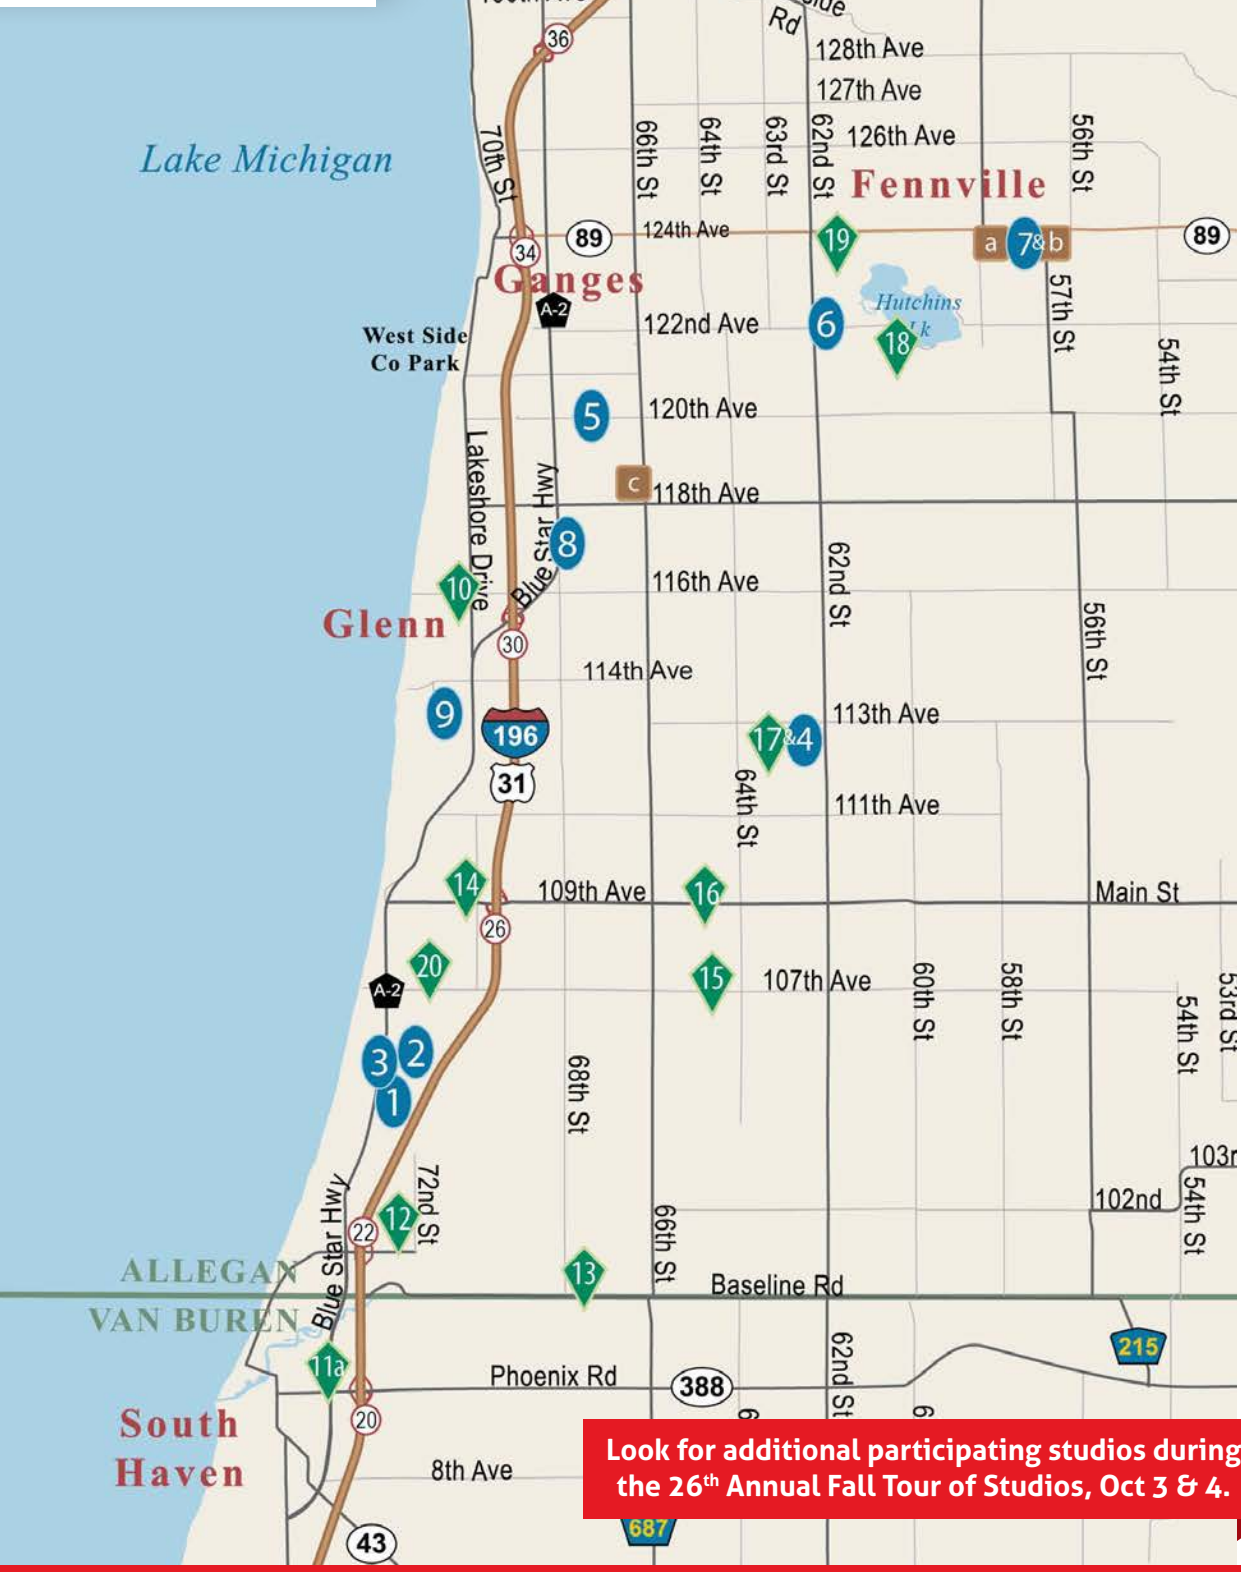 36
Rd
128th Ave
127th Ave
126th Ave
70th St
66th St
64th St
63rd St
62nd St
56th St
Lake Michigan
Fennville
124th Ave
89
34
19
a
7
&
b
89
Ganges
A-2
57th St
Hutchins
Lk
West Side
Co Park
122nd Ave
6
18
54th St
5
120th Ave
Lakeshore Drive
Blue Star Hwy
c
118th Ave
8
62nd St
10
116th Ave
Glenn
30
56th St
114th Ave
9
113th Ave
196
17
&
4
31
64th St
111th Ave
14
109th Ave
16
Main St
26
20
A-2
15
107th Ave
60th St
58th St
54th St
53rd St
3
2
1
68th St
72nd St
102nd
54th St
12
22
Blue Star Hwy
66th St
ALLEGAN
13
Baseline Rd
VAN BUREN
11a
62nd St
215
Phoenix Rd
388
20
South
Haven
8th Ave
Look for additional participating studios during
the 26th Annual Fall Tour of Studios, Oct 3 & 4.
687
43